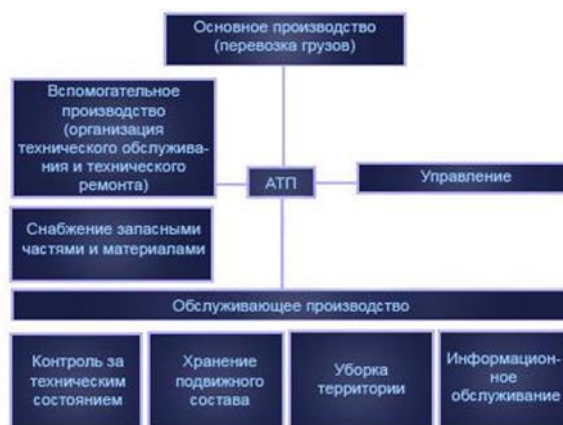 Основное производство
(перевозка грузов)
Вспомогательное
производство
(организация
технического обслужива-
ния и технического
ремонта)
АТП
Управление
Снабжение запасными
частями и материалами
Обслуживающее производство
Контроль за
техническим
состоянием
Хранение
подвижного
состава
Уборка
территории
Информацион-
ное
обслуживание